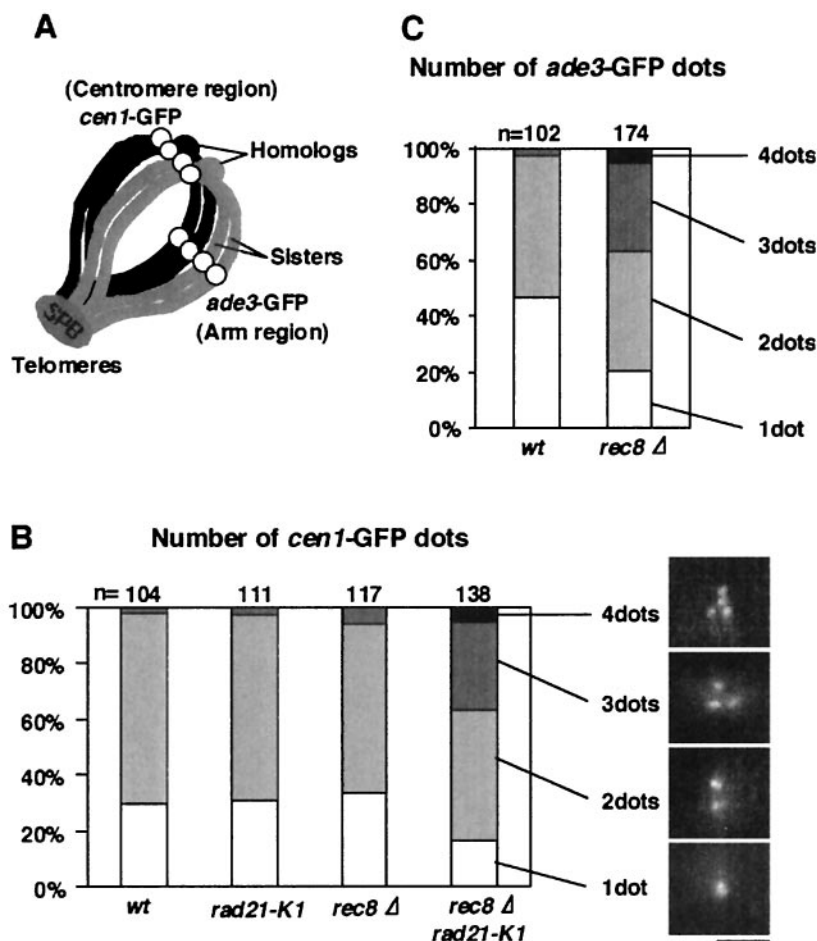 A
(Centromere region)
cen1-GFP
Homologs
Sisters
ade3-GFP
(Arm region)
SPB
Telomeres
C
Number of ade3-GFP dots
n=102 174
100%
80%
60%
40%
20%
0%
4dots
3dots
2dots
1dot
wt rec8 Δ
B
Number of cen1-GFP dots
n= 104 111 117 138
100%
80%
60%
40%
20%
0%
4dots
3dots
2dots
1dot
wt rad21-K1 rec8 Δ rec8 Δ
rad21-K1